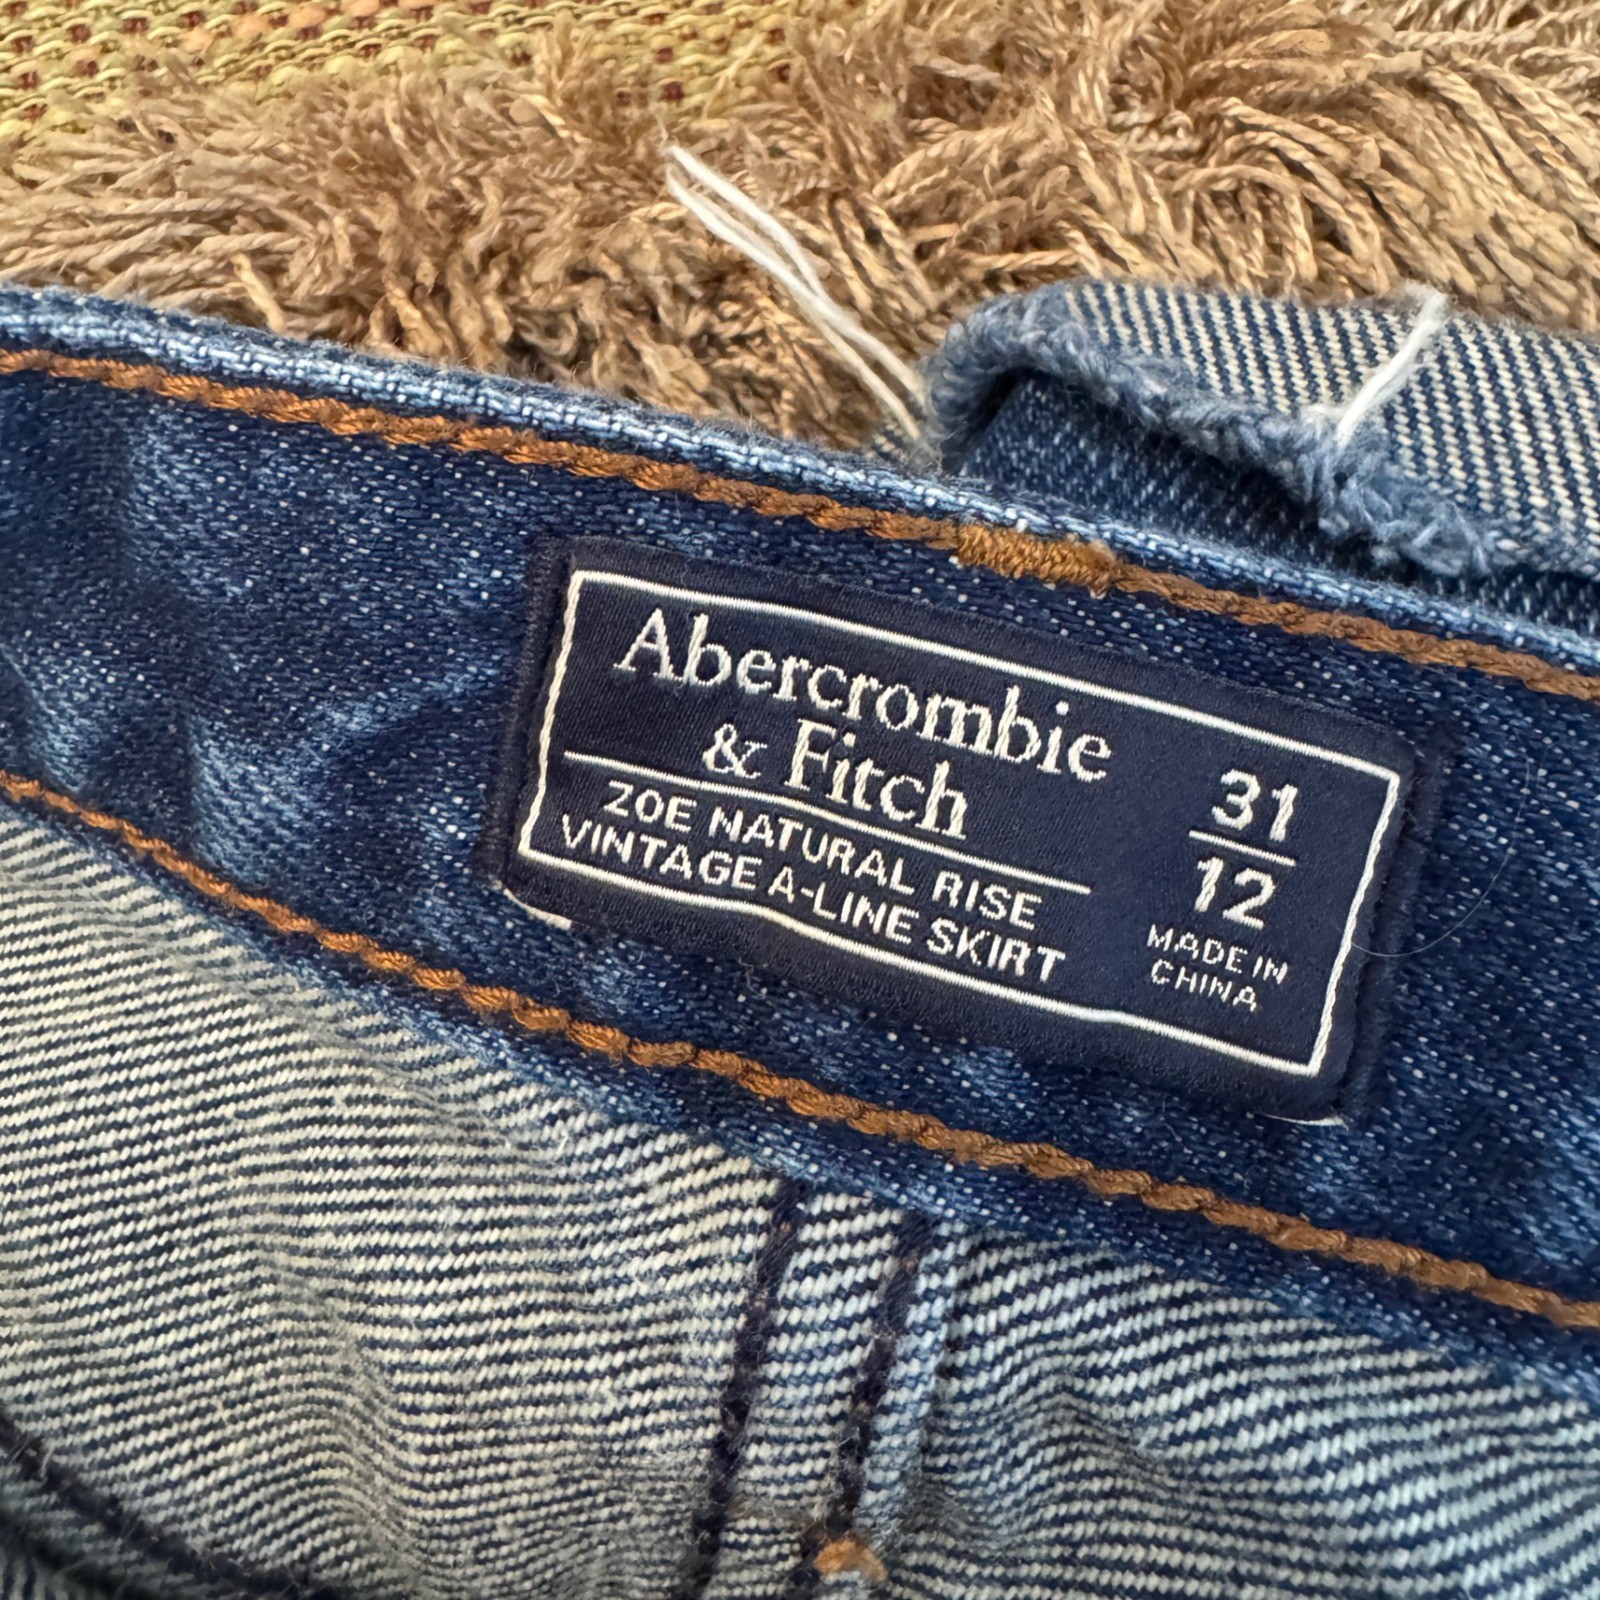 Abercrombie
& Fitch
ZOE NATURAL RISE
VINTAGE A-LINE SKIRT
31
12
MADE IN
CHINA